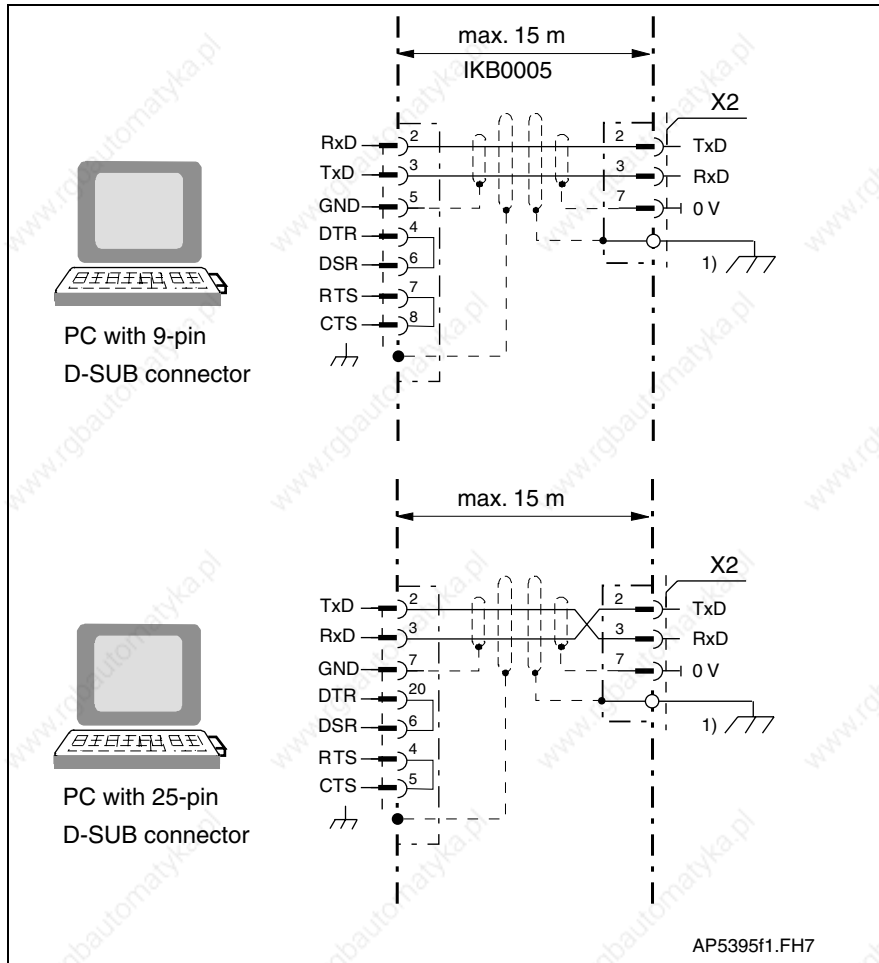 max. 15 m
IKB0005
X2
RxD 2 2 TxD
TxD 3 3 RxD
GND 5 7 0 V
DTR 4
DSR 6 1)
RTS 7
CTS 8
PC with 9-pin
D-SUB connector
max. 15 m
X2
TxD 2 2 TxD
RxD 3 3 RxD
GND 7 7 0 V
DTR 20
DSR 6 1)
RTS 4
CTS 5
PC with 25-pin
D-SUB connector
AP5395f1.FH7
www.rgbautomatyka.pl